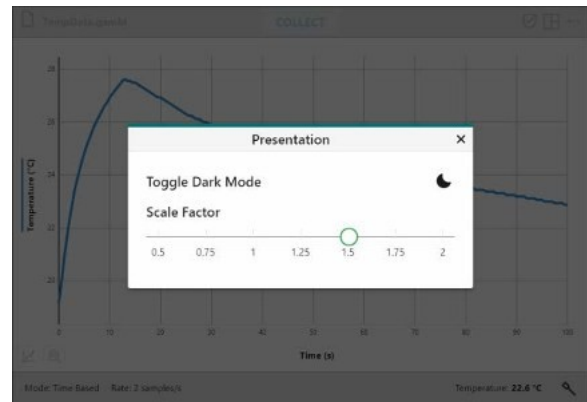 COLLECT
Presentation
Toggle Dark Mode
Scale Factor
0.5 0.75 1 1.25 1.5 1.75 2
28
26
24
22
20
Temperature (°C)
0 10 20 30 40 50 60 70 80 90 100
Time (s)
Mode: Time Based Rate: 2 samples/s Temperature: 22.6 °C